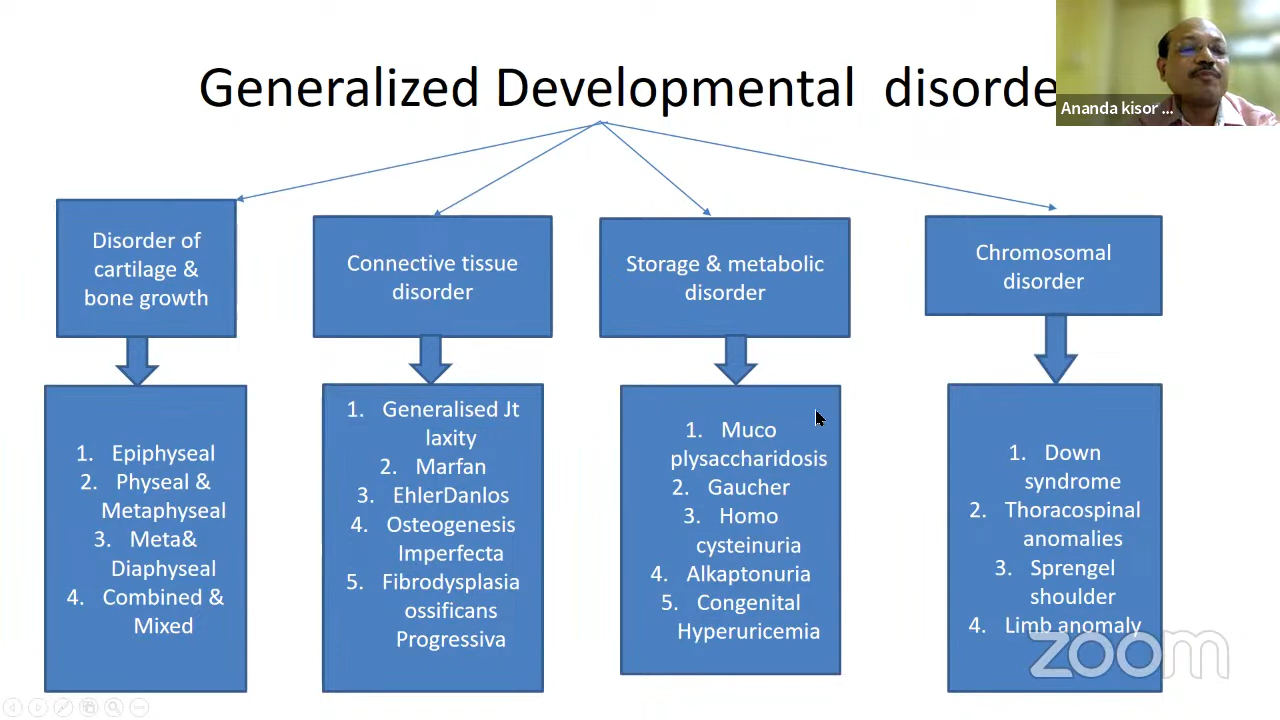 Generalized Developmental disorde
Ananda kisor ...
Disorder of
cartilage &
bone growth
Connective tissue
disorder
Storage & metabolic
disorder
Chromosomal
disorder
1. Epiphyseal
2. Physeal &
Metaphyseal
3. Meta&
Diaphyseal
4. Combined &
Mixed
1. Generalised Jt
laxity
2. Marfan
3. EhlerDanlos
4. Osteogenesis
Imperfecta
5. Fibrodysplasia
ossificans
Progressiva
1. Muco
plysaccharidosis
2. Gaucher
3. Homo
cysteinuria
4. Alkaptonuria
5. Congenital
Hyperuricemia
1. Down
syndrome
2. Thoracospinal
anomalies
3. Sprengel
shoulder
4. Limb anomaly
zoom